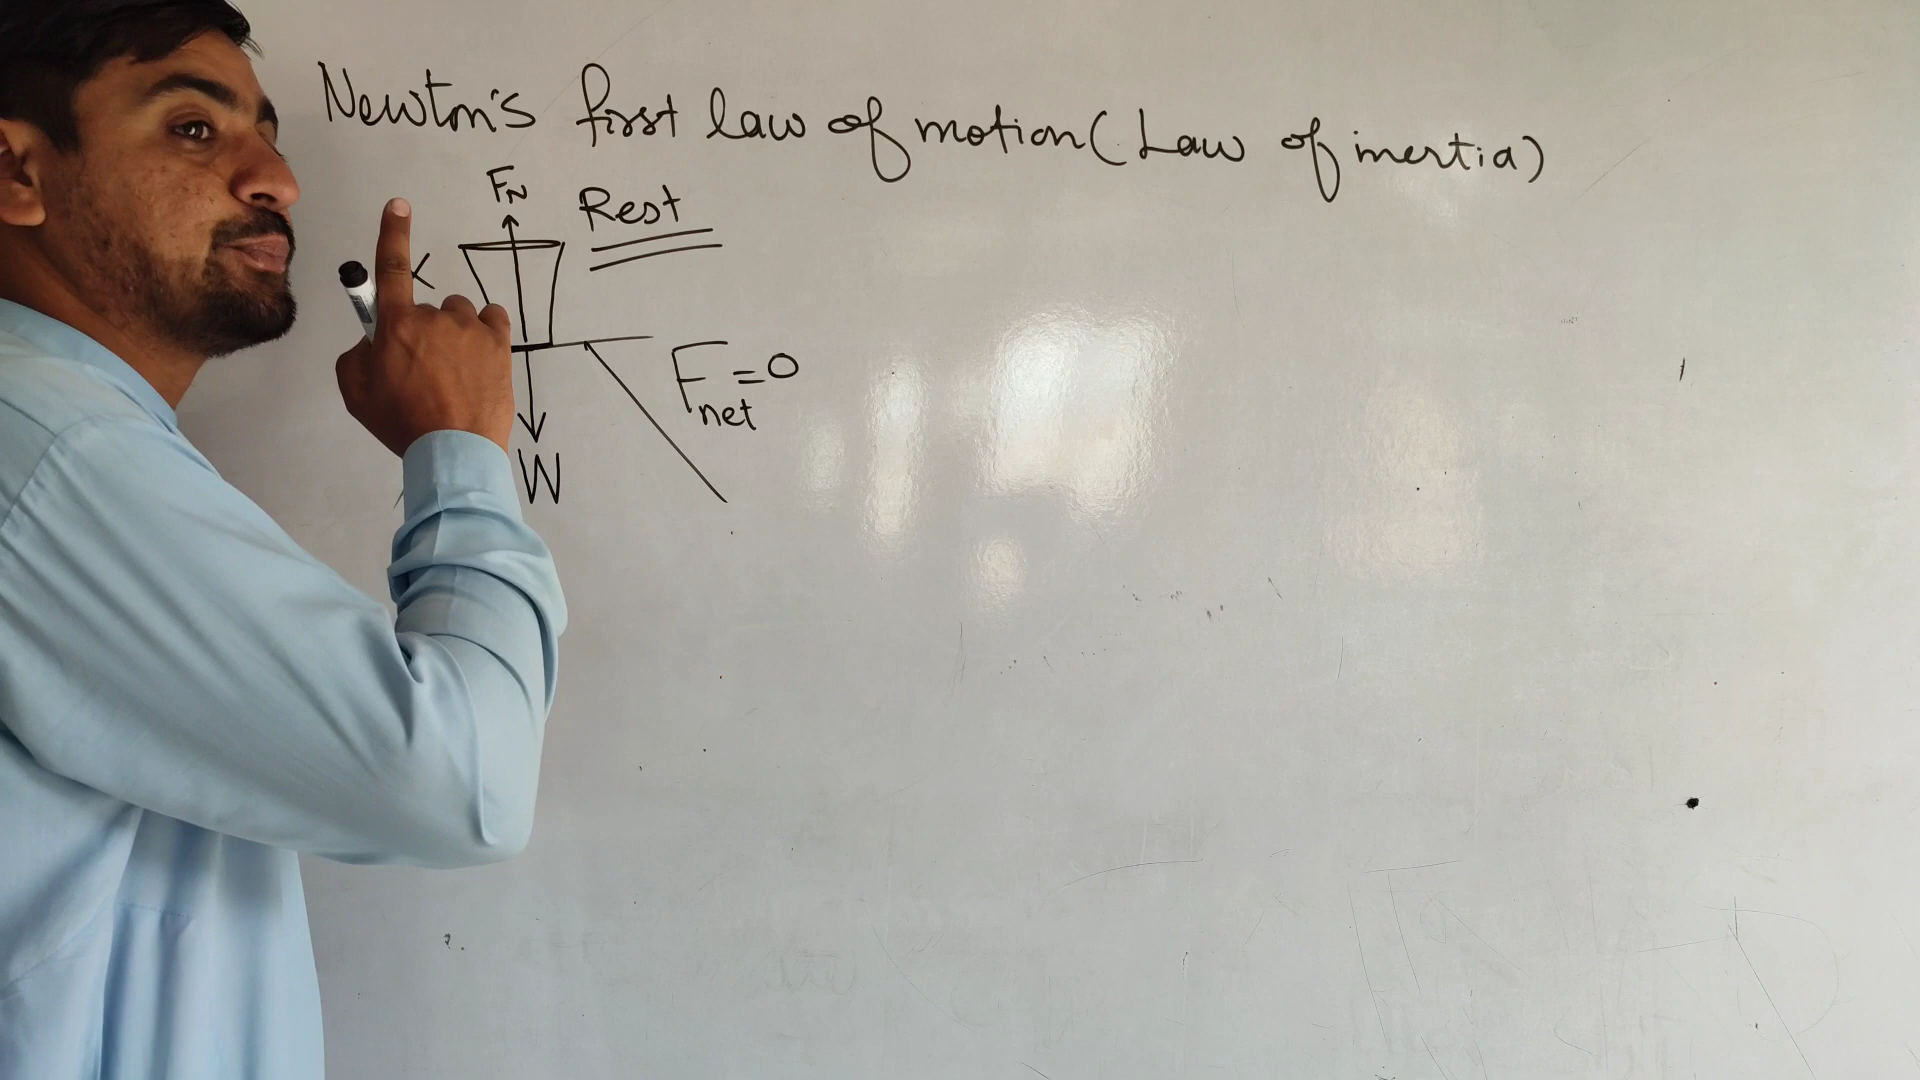 Newton's first law of motion (Law of inertia)
FN
Rest
Fnet = 0
W